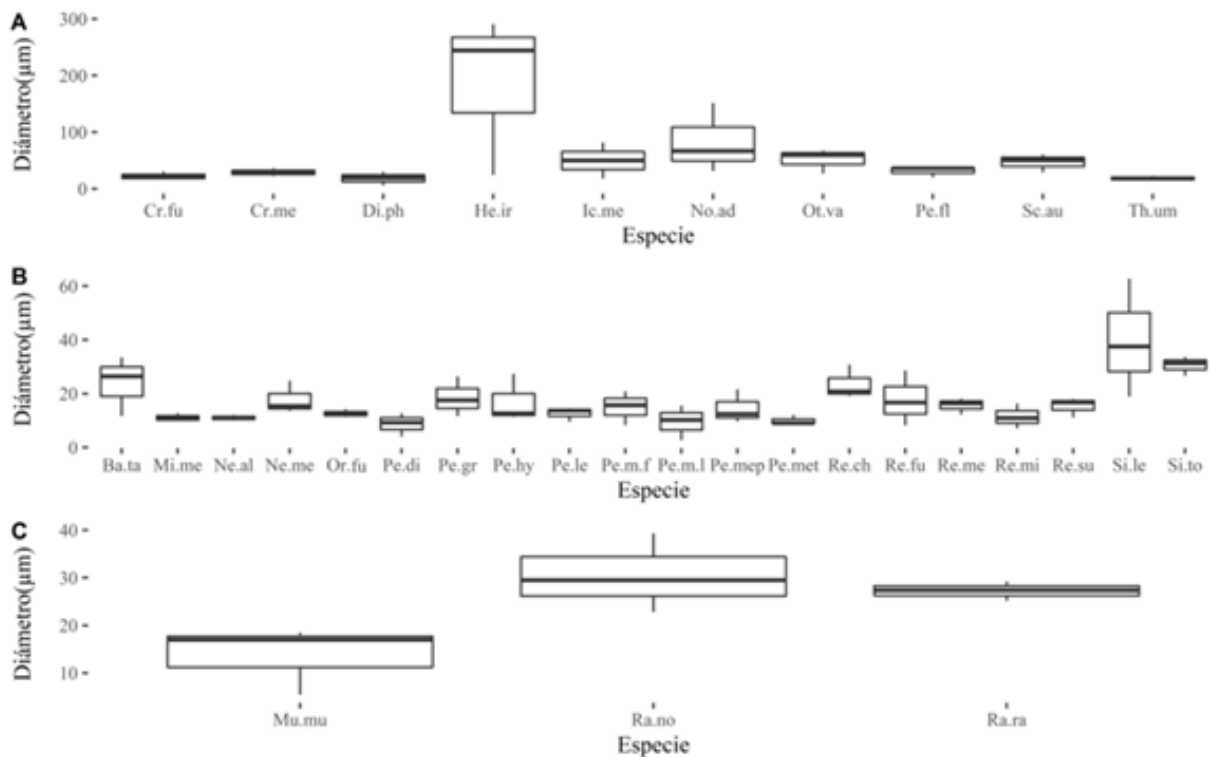 A
Diámetro(µm)
300
200
100
0
Cr.fu Cr.me Di.ph He.ir Ic.me No.ad Ot.va Pe.fl Sc.au Th.um
Especie
B
Diámetro(µm)
60
40
20
0
Ba.ta Mi.me Ne.al Ne.me Or.fu Pe.di Pe.gr Pe.hy Pe.le Pe.m.f Pe.m.l Pe.mep Pe.met Re.ch Re.fu Re.me Re.mi Re.su Si.le Si.to
Especie
C
Diámetro(µm)
40
30
20
10
Mu.mu Ra.no Ra.ra
Especie